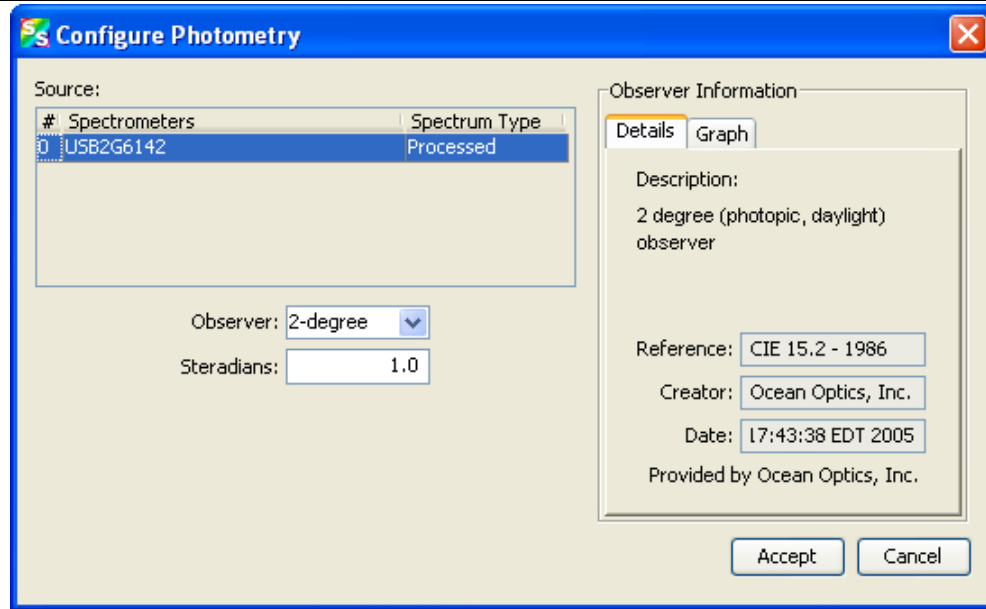 Configure Photometry
Source:
# Spectrometers Spectrum Type
0 USB2G6142 Processed
Observer: 2-degree
Steradians: 1.0
Observer Information
Details Graph
Description:
2 degree (photopic, daylight)
observer
Reference: CIE 15.2 - 1986
Creator: Ocean Optics, Inc.
Date: 17:43:38 EDT 2005
Provided by Ocean Optics, Inc.
Accept Cancel